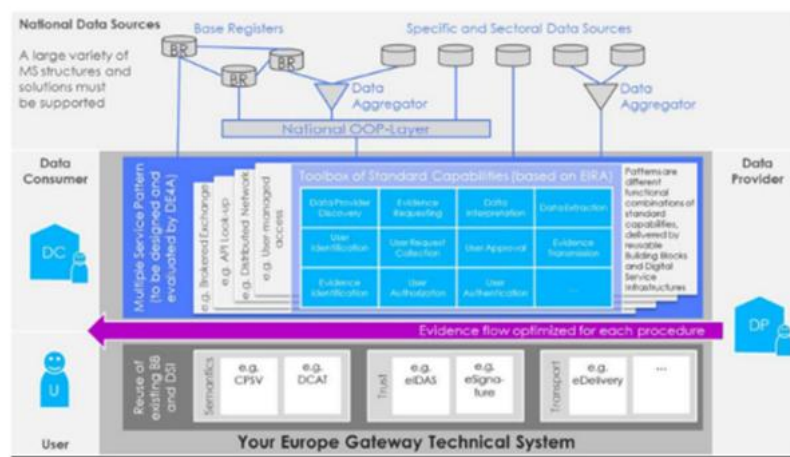 National Data Sources
A large variety of
MS structures and
solutions must
be supported
Base Registers
Specific and Sectoral Data Sources
BR
BR
BR
Data
Aggregator
Data
Aggregator
National OOP-Layer
Data
Consumer
Data
Provider
DC
DP
U
User
Multiple Service Pattern
(to be designed and
evaluated by DE4A)
e.g. Brokered Exchange
e.g. API Look-up
e.g. Distributed Network
e.g. User-managed
access
Toolbox of Standard Capabilities (based on EIRA)
Data Provider
Discovery
Evidence
Requesting
Data
Interpretation
Data Extraction
User
Identification
User Request
Collection
User Approval
Evidence
Transmission
Evidence
Identification
User
Authorization
User
Authentication
...
Patterns are
different
functional
combinations of
standard
capabilities,
delivered by
reusable
Building Blocks
and Digital
Service
Infrastructures
Evidence flow optimized for each procedure
Reuse of
existing BB
and DSI
Semantics
e.g.
CPSV
e.g.
DCAT
Trust
e.g.
eIDAS
e.g.
eSigna-
ture
Transport
e.g.
eDelivery
...
Your Europe Gateway Technical System